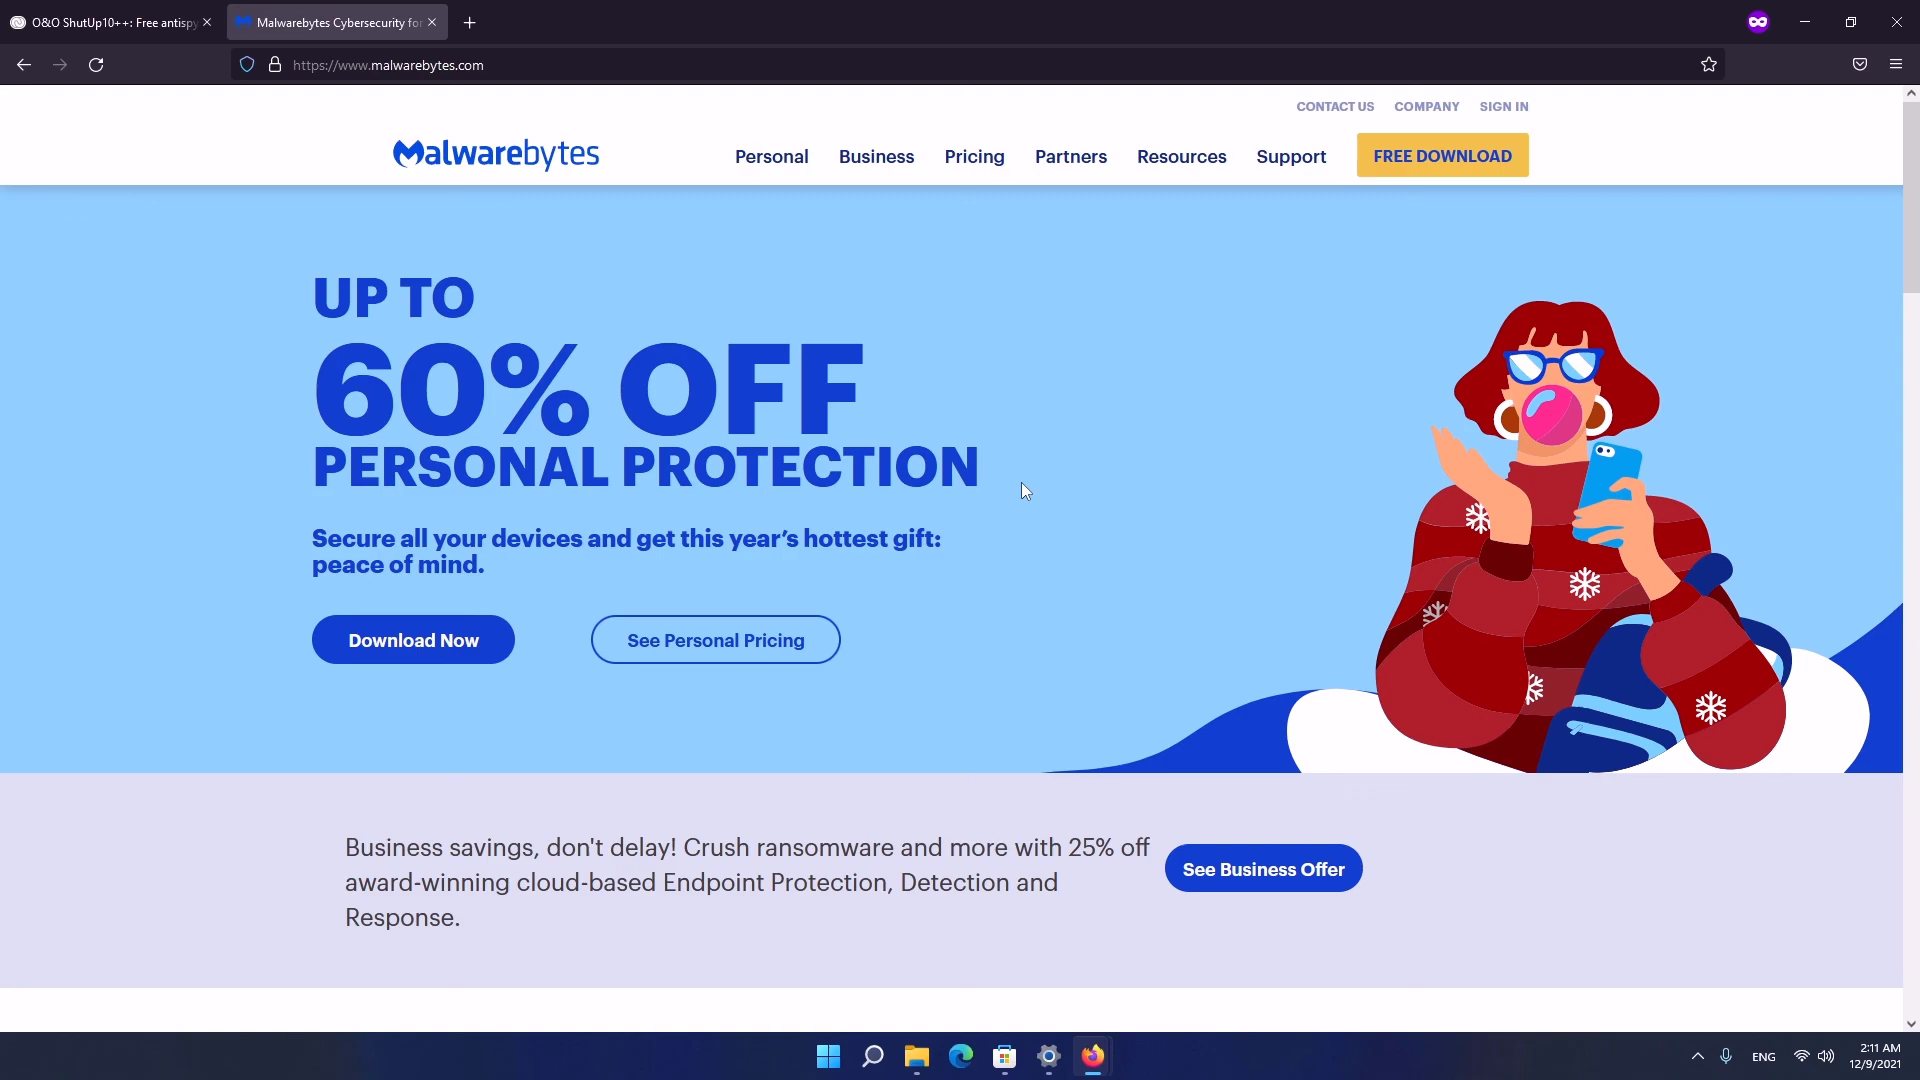 O&O ShutUp10++: Free antispy
Malwarebytes Cybersecurity for
https://www.malwarebytes.com
CONTACT US COMPANY SIGN IN
Malwarebytes
Personal Business Pricing Partners Resources Support FREE DOWNLOAD
UP TO
60% OFF
PERSONAL PROTECTION
Secure all your devices and get this year’s hottest gift:
peace of mind.
Download Now See Personal Pricing
Business savings, don't delay! Crush ransomware and more with 25% off
award-winning cloud-based Endpoint Protection, Detection and
Response.
See Business Offer
ENG
2:11 AM
12/9/2021